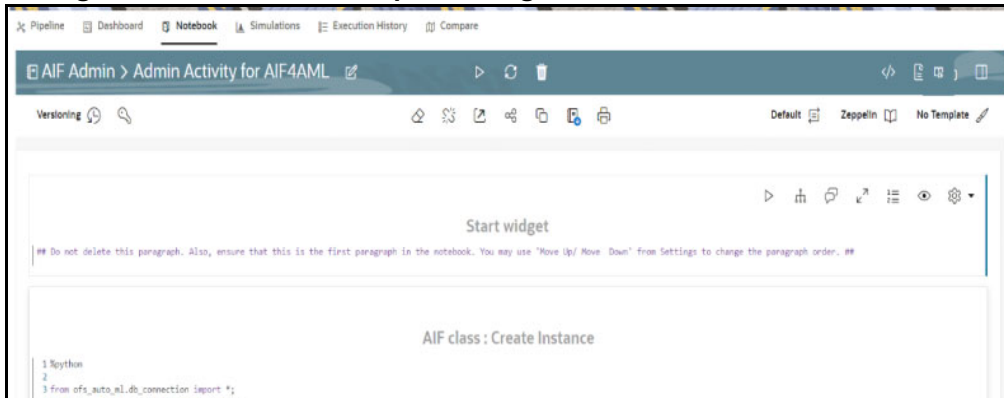 Pipeline Dashboard Notebook Simulations Execution History Compare
AIF Admin > Admin Activity for AIF4AML
Versioning Default Zeppelin No Template
Start widget
## Do not delete this paragraph. Also, ensure that this is the first paragraph in the notebook. You may use "Move Up/ Move Down" from Settings to change the paragraph order. ##
AIF class : Create Instance
1 %python
2
3 from ofs_auto_ml.db_connection import *;